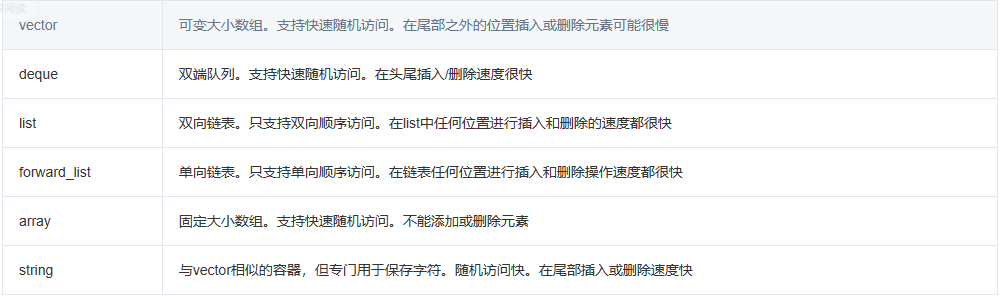 vector 可变大小数组。支持快速随机访问。在尾部之外的位置插入或删除元素可能很慢
deque 双端队列。支持快速随机访问。在头尾插入/删除速度很快
list 双向链表。只支持双向顺序访问。在list中任何位置进行插入和删除的速度都很快
forward_list 单向链表。只支持单向顺序访问。在链表任何位置进行插入和删除操作速度都很快
array 固定大小数组。支持快速随机访问。不能添加或删除元素
string 与vector相似的容器，但专门用于保存字符。随机访问快。在尾部插入或删除速度快